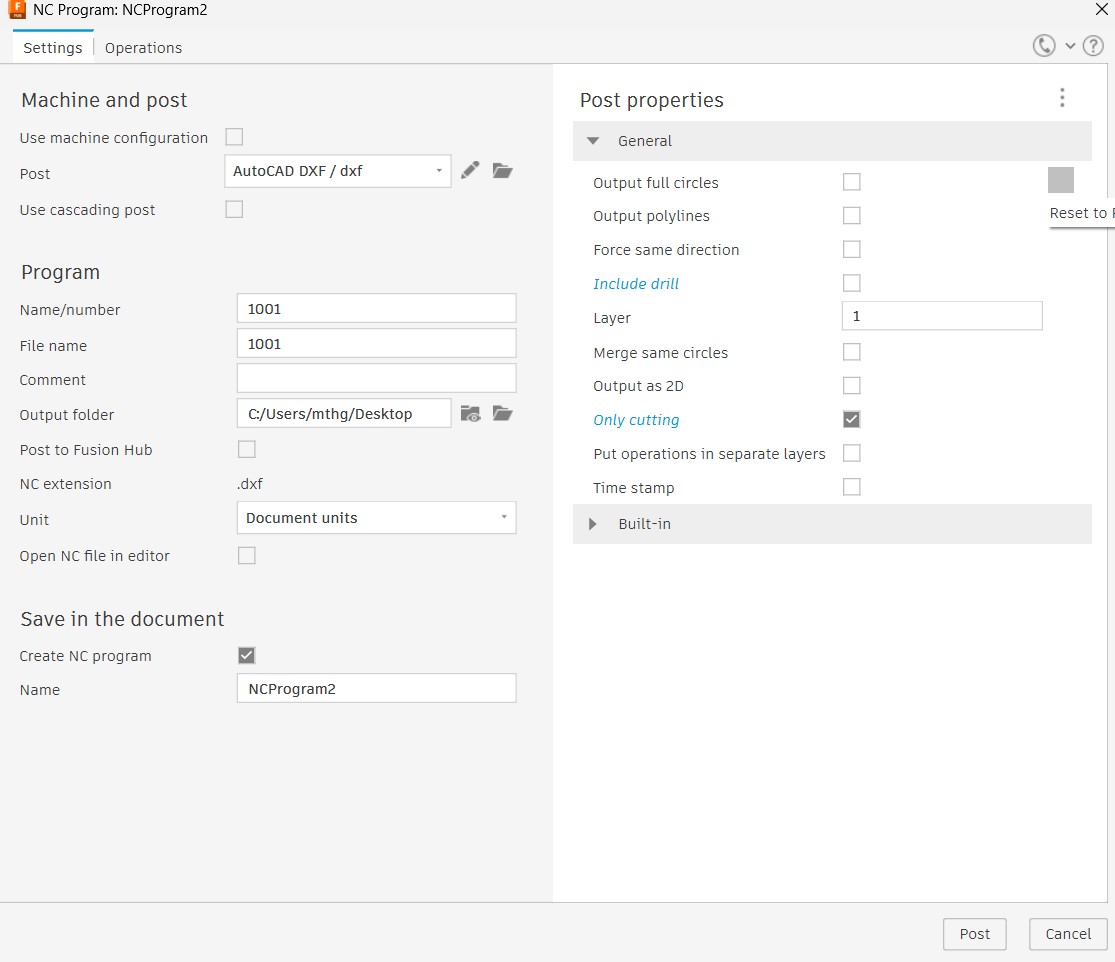 NC Program: NCProgram2
Settings Operations
Machine and post
Use machine configuration
Post AutoCAD DXF / dxf
Use cascading post
Program
Name/number 1001
File name 1001
Comment
Output folder C:/Users/mthg/Desktop
Post to Fusion Hub
NC extension .dxf
Unit Document units
Open NC file in editor
Save in the document
Create NC program
Name NCProgram2
Post properties
General
Output full circles
Reset to
Output polylines
Force same direction
Include drill
Layer 1
Merge same circles
Output as 2D
Only cutting
Put operations in separate layers
Time stamp
Built-in
Post Cancel